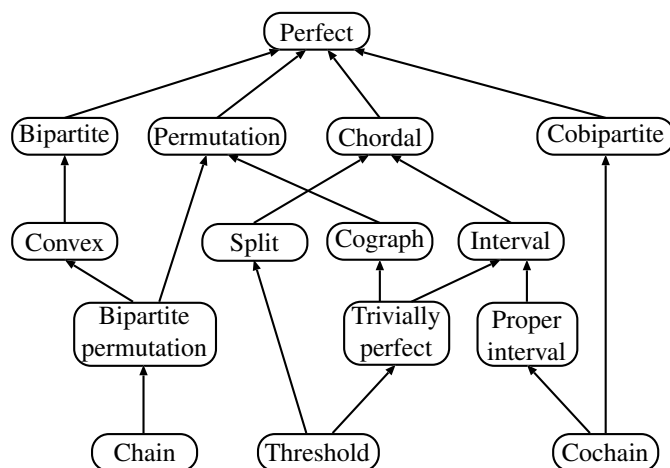 Perfect
Bipartite
Permutation
Chordal
Cobipartite
Convex
Split
Cograph
Interval
Bipartite
permutation
Trivially
perfect
Proper
interval
Chain
Threshold
Cochain